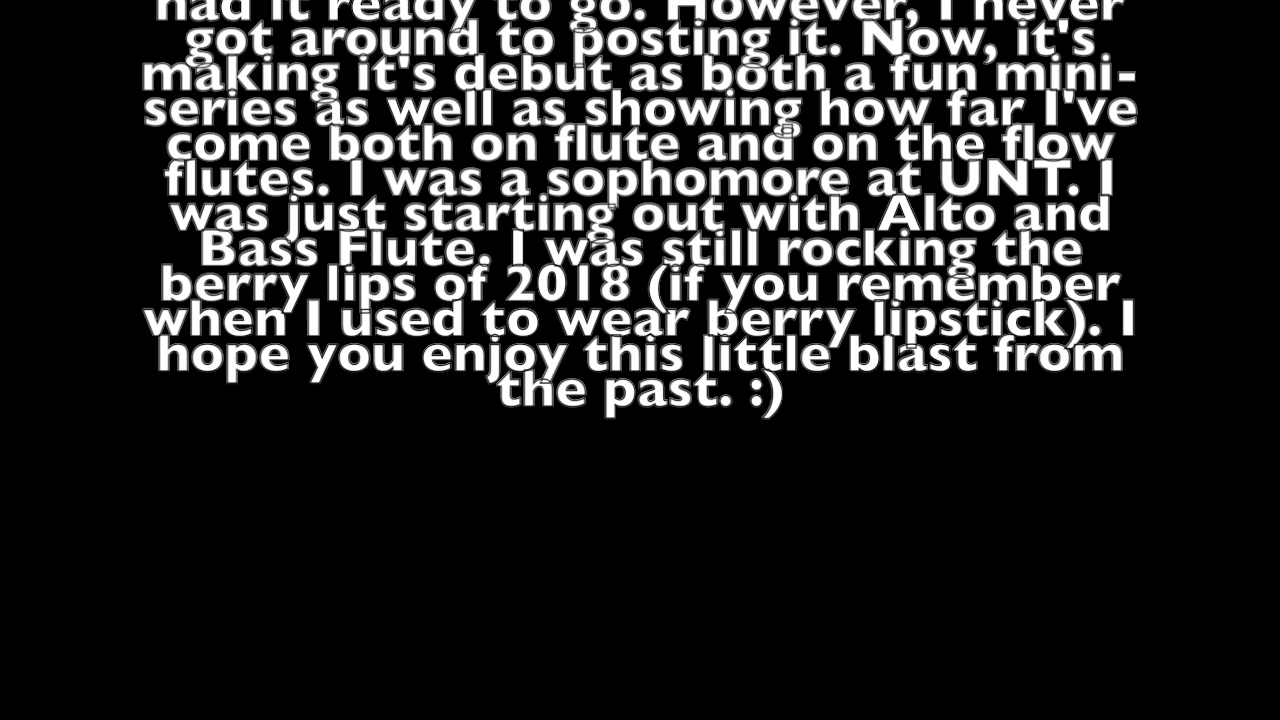 had it ready to go. However, I never
got around to posting it. Now, it's
making it's debut as both a fun mini-
series as well as showing how far I've
come both on flute and on the flow
flutes. I was a sophomore at UNT. I
was just starting out with Alto and
Bass Flute. I was still rocking the
berry lips of 2018 (if you remember
when I used to wear berry lipstick). I
hope you enjoy this little blast from
the past. :)